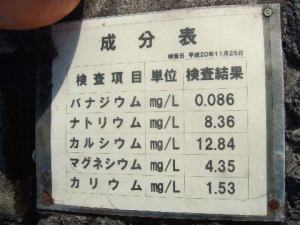 成分表
検査日 平成20年11月25日
検査項目 単位 検査結果
バナジウム mg/L 0.086
ナトリウム mg/L 8.36
カルシウム mg/L 12.84
マグネシウム mg/L 4.35
カリウム mg/L 1.53